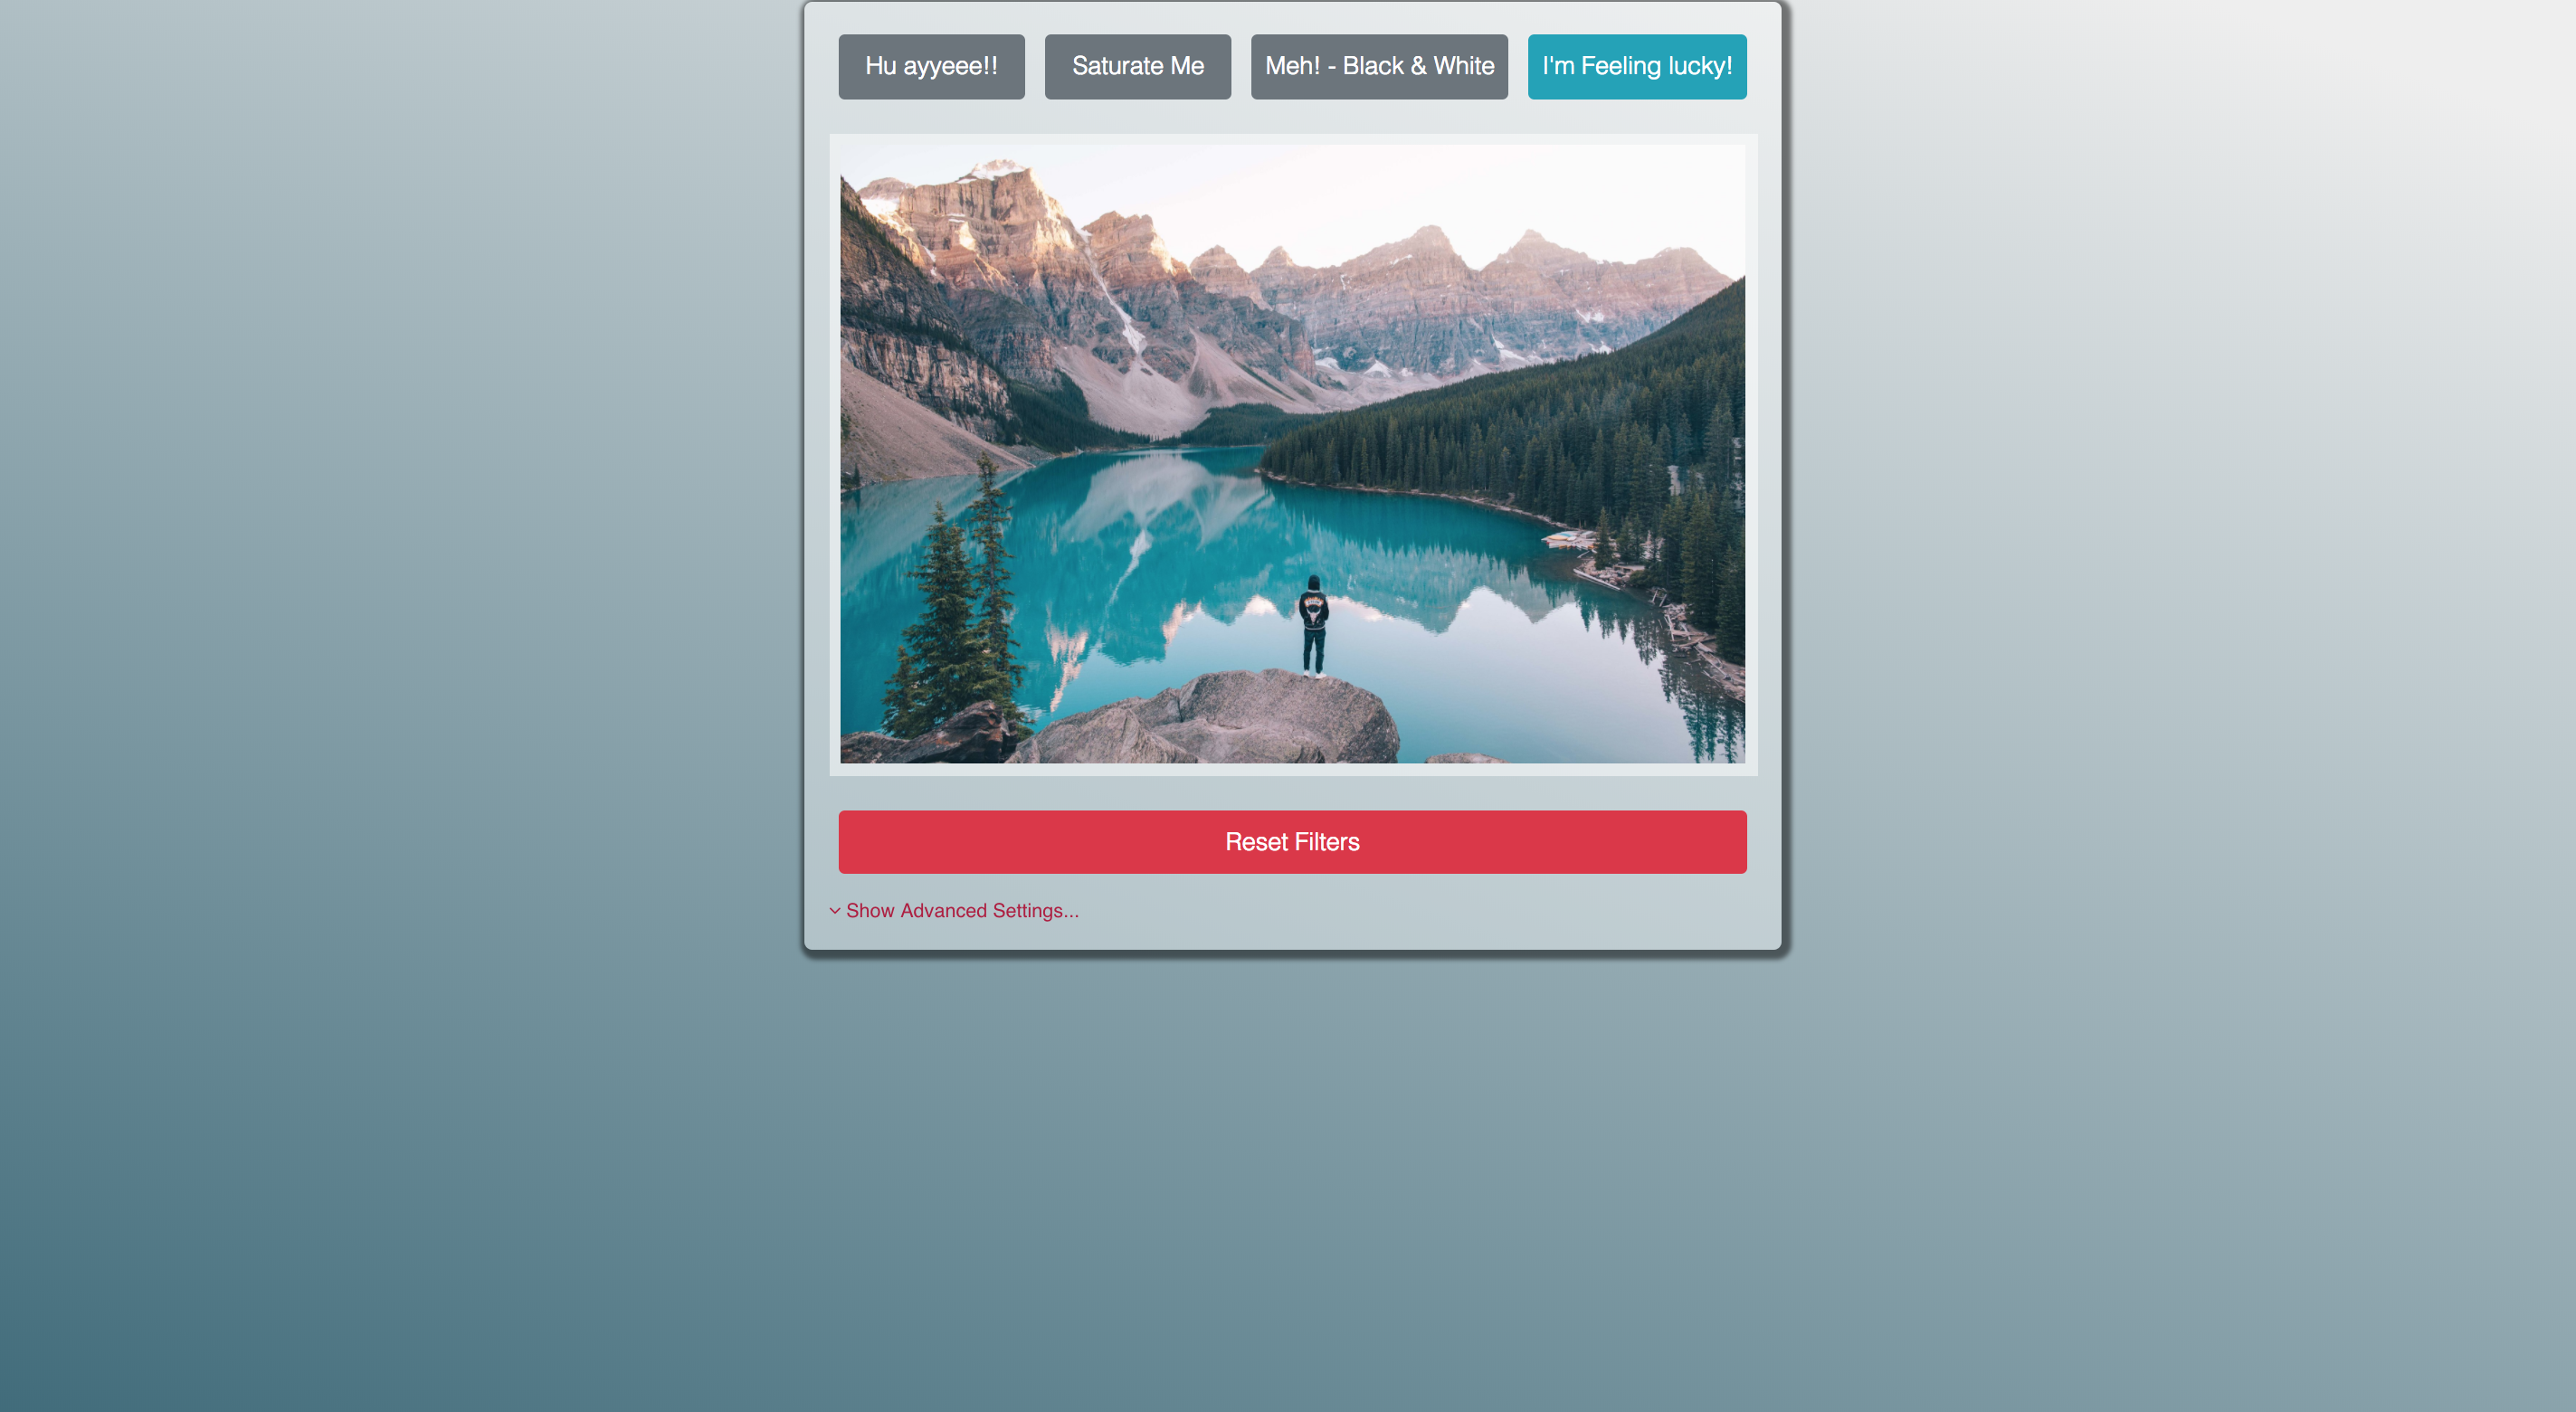 Hu ayyeee!!
Saturate Me
Meh! - Black & White
I'm Feeling lucky!
Reset Filters
Show Advanced Settings...